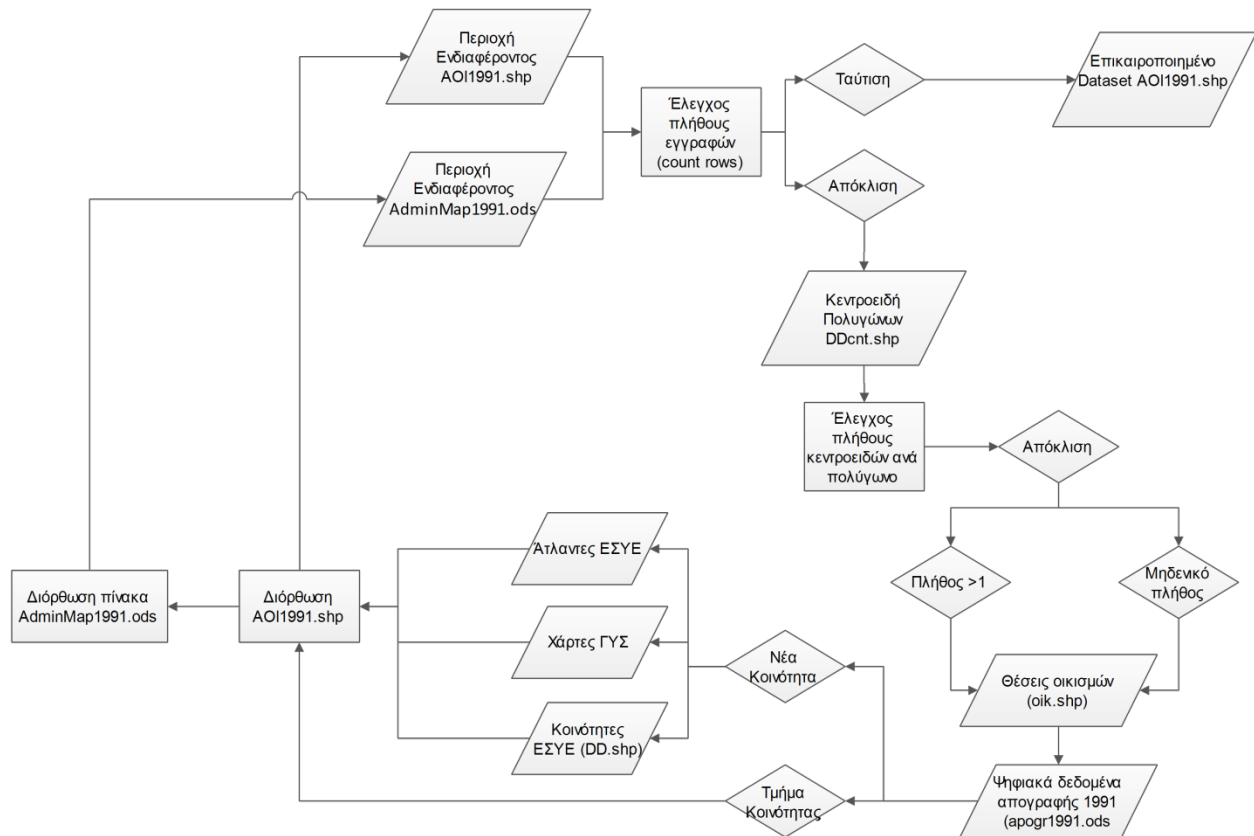 Περιοχή
Ενδιαφέροντος
AOI1991.shp
Περιοχή
Ενδιαφέροντος
AdminMap1991.ods
Έλεγχος
πλήθους
εγγραφών
(count rows)
Ταύτιση
Επικαιροποιημένο
Dataset AOI1991.shp
Απόκλιση
Κεντροειδή
Πολυγώνων
DDcnt.shp
Έλεγχος
πλήθους
κεντροειδών ανά
πολύγωνο
Απόκλιση
Πλήθος >1
Μηδενικό
πλήθος
Θέσεις οικισμών
(oik.shp)
Ψηφιακά δεδομένα
απογραφής 1991
(apogr1991.ods
Νέα
Κοινότητα
Τμήμα
Κοινότητας
Άτλαντες ΕΣΥΕ
Χάρτες ΓΥΣ
Κοινότητες
ΕΣΥΕ (DD.shp)
Διόρθωση
AOI1991.shp
Διόρθωση πίνακα
AdminMap1991.ods